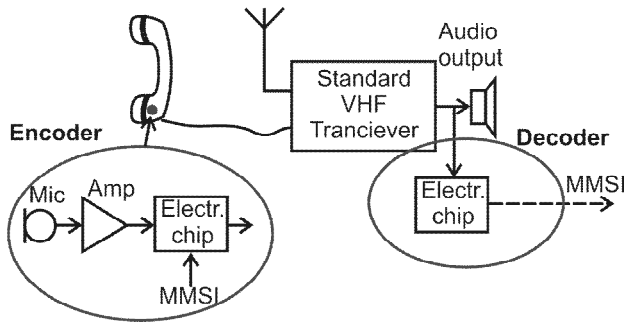 Audio
output
Standard
VHF
Tranciever
Encoder
Decoder
Mic
Amp
Electr.
chip
MMSI
Electr.
chip
MMSI